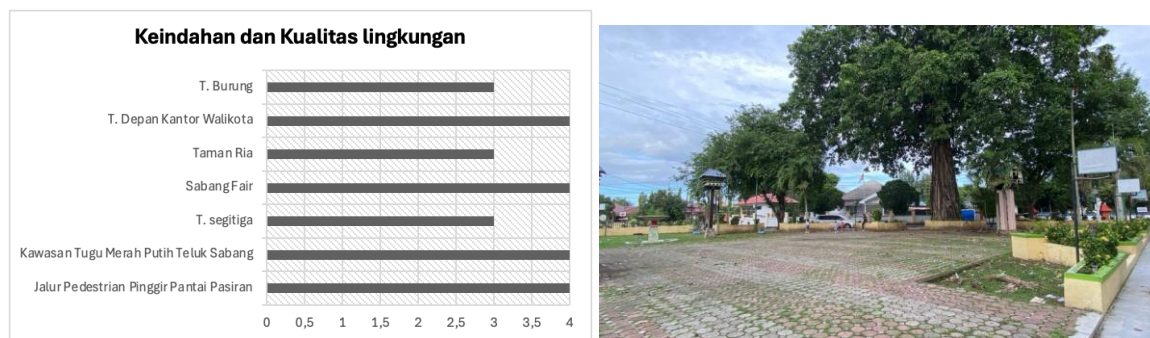 Keindahan dan Kualitas lingkungan
T. Burung
T. Depan Kantor Walikota
Taman Ria
Sabang Fair
T. segitiga
Kawasan Tugu Merah Putih Teluk Sabang
Jalur Pedestrian Pinggir Pantai Pasiran
0 0,5 1 1,5 2 2,5 3 3,5 4